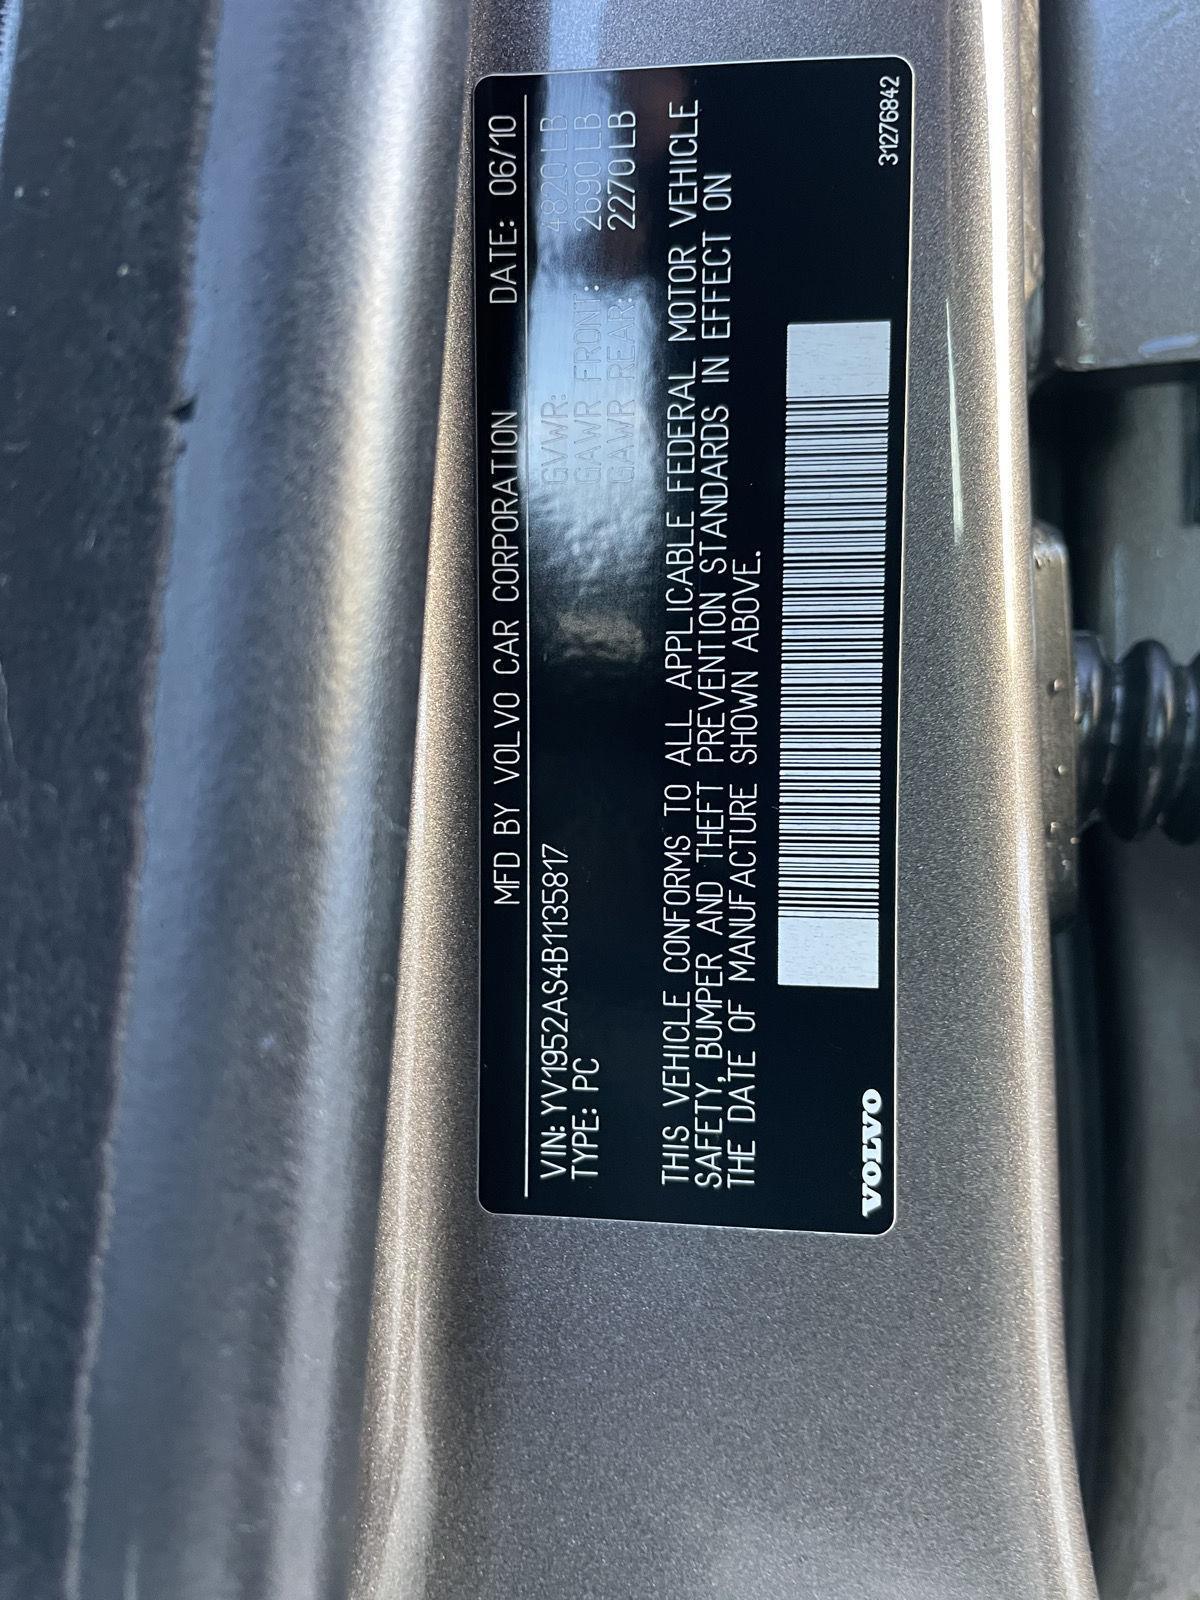 MFD BY VOLVO CAR CORPORATION DATE: 06/10
VIN: YV1952AS4B1135817 GVWR: 4820 LB
TYPE: PC GAWR FRONT: 2690 LB
GAWR REAR: 2270 LB
THIS VEHICLE CONFORMS TO ALL APPLICABLE FEDERAL MOTOR VEHICLE
SAFETY, BUMPER AND THEFT PREVENTION STANDARDS IN EFFECT ON
THE DATE OF MANUFACTURE SHOWN ABOVE.
VOLVO
31276842